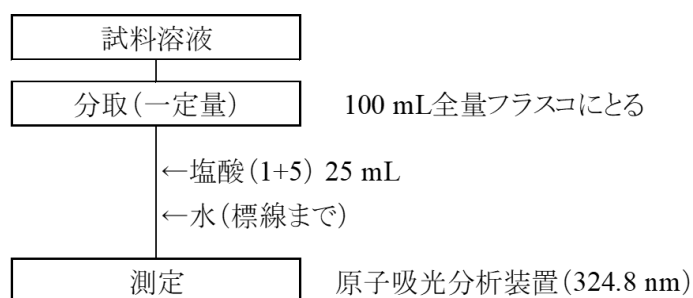 試料溶液
分取(一定量) 100 mL全量フラスコにとる
←塩酸(1+5) 25 mL
←水(標線まで)
測定 原子吸光分析装置(324.8 nm)